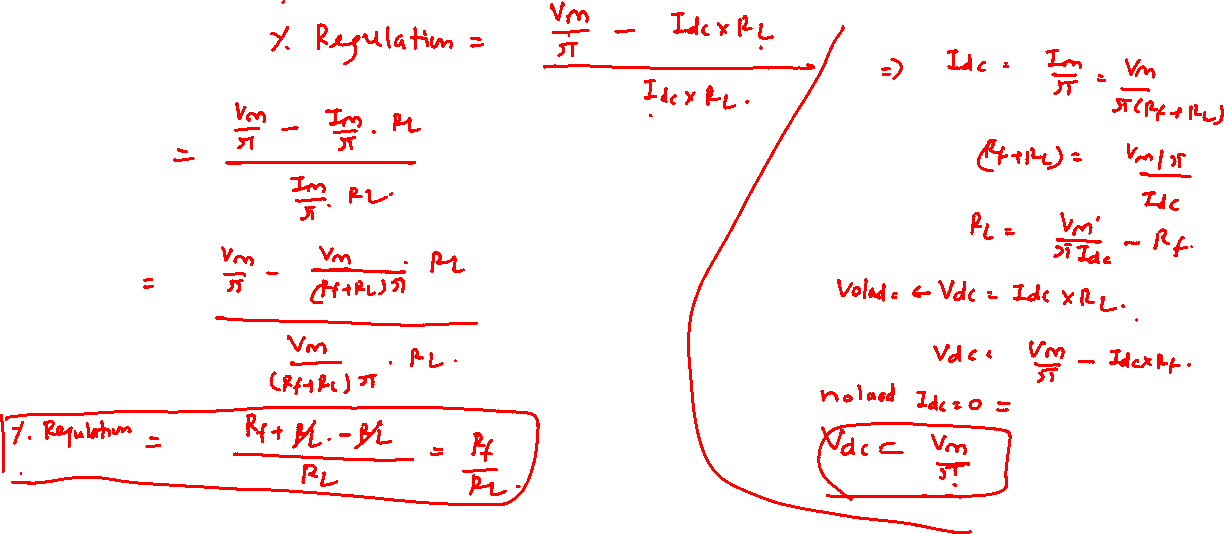 % Regulation = (Vm/π − Idc × RL) / (Idc × RL.)
= (Vm/π − Im/π . RL) / (Im/π . RL.)
= (Vm/π − Vm/((Rf+RL)π) . RL) / (Vm/((Rf+RL)π) . RL.)
%. Regulation = (Rf + RL. − RL) / RL = Rf/RL.
⇒ Idc = Im/π = Vm/(π(Rf+RL))
(Rf+RL) = (Vm/π)/Idc
RL = Vm/(πIdc) − Rf.
Vdc = Idc × RL.
Vdc = Vm/π − Idc×Rf.
noload Idc=0 =
Vdc = Vm/π.